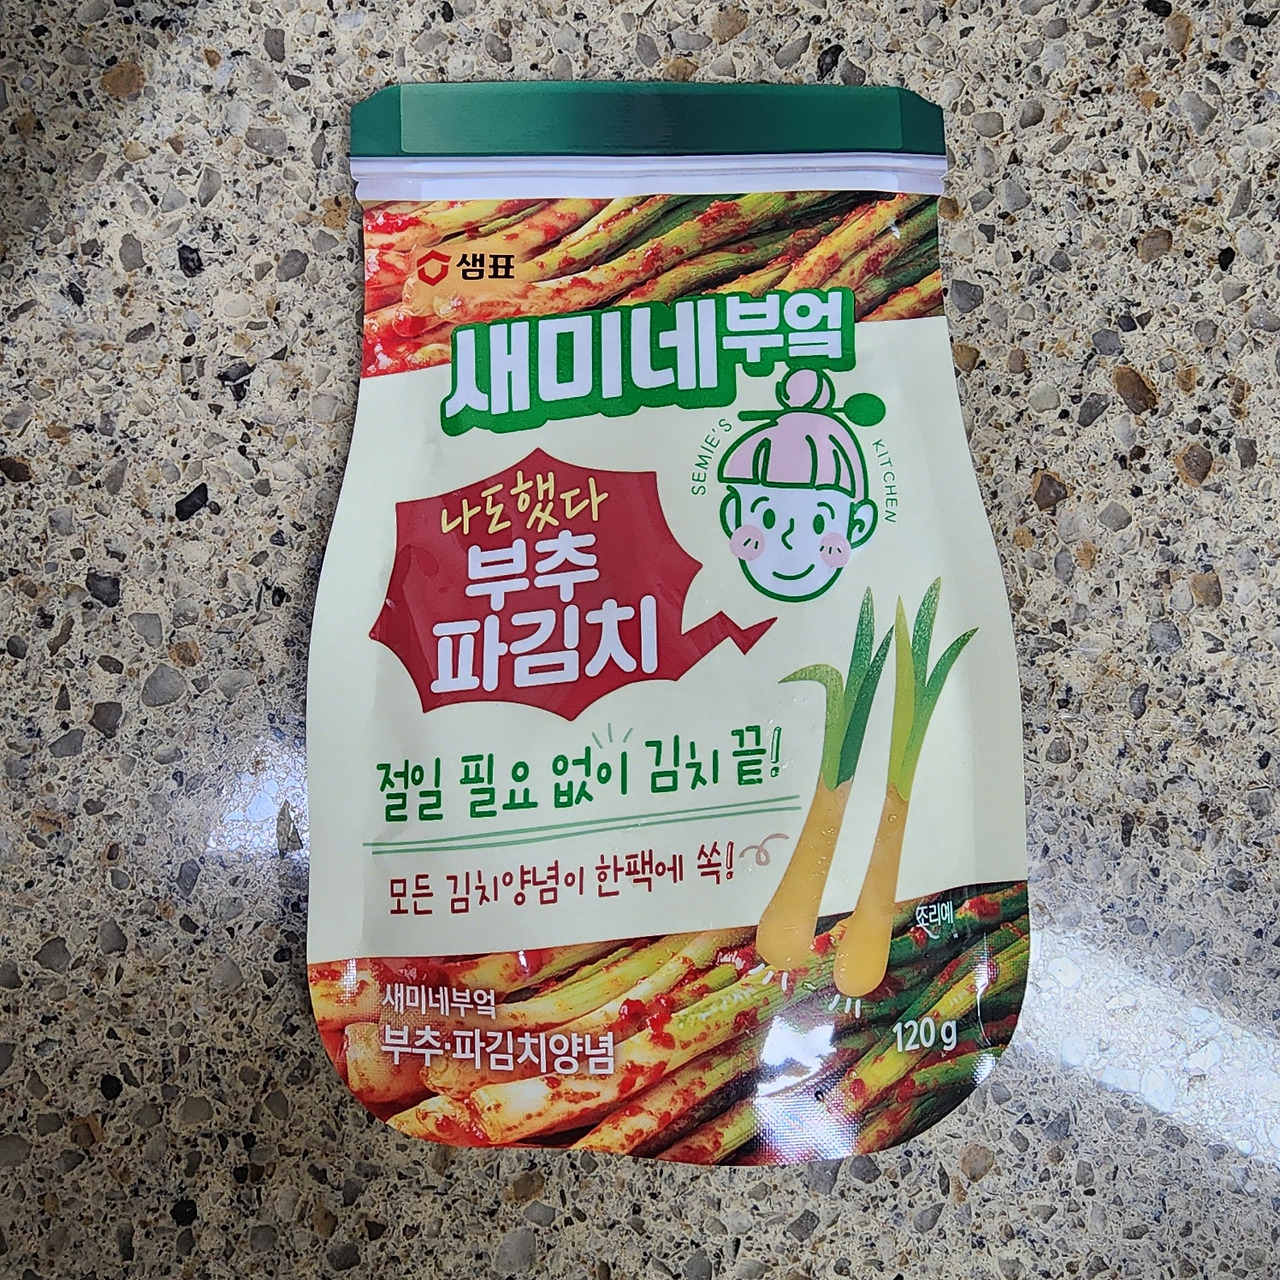 샘표
새미네부엌
SEMIE'S KITCHEN
나도했다
부추
파김치
절일 필요 없이 김치 끝!
모든 김치양념이 한팩에 쏙!
조리예
새미네부엌
부추·파김치양념
120 g